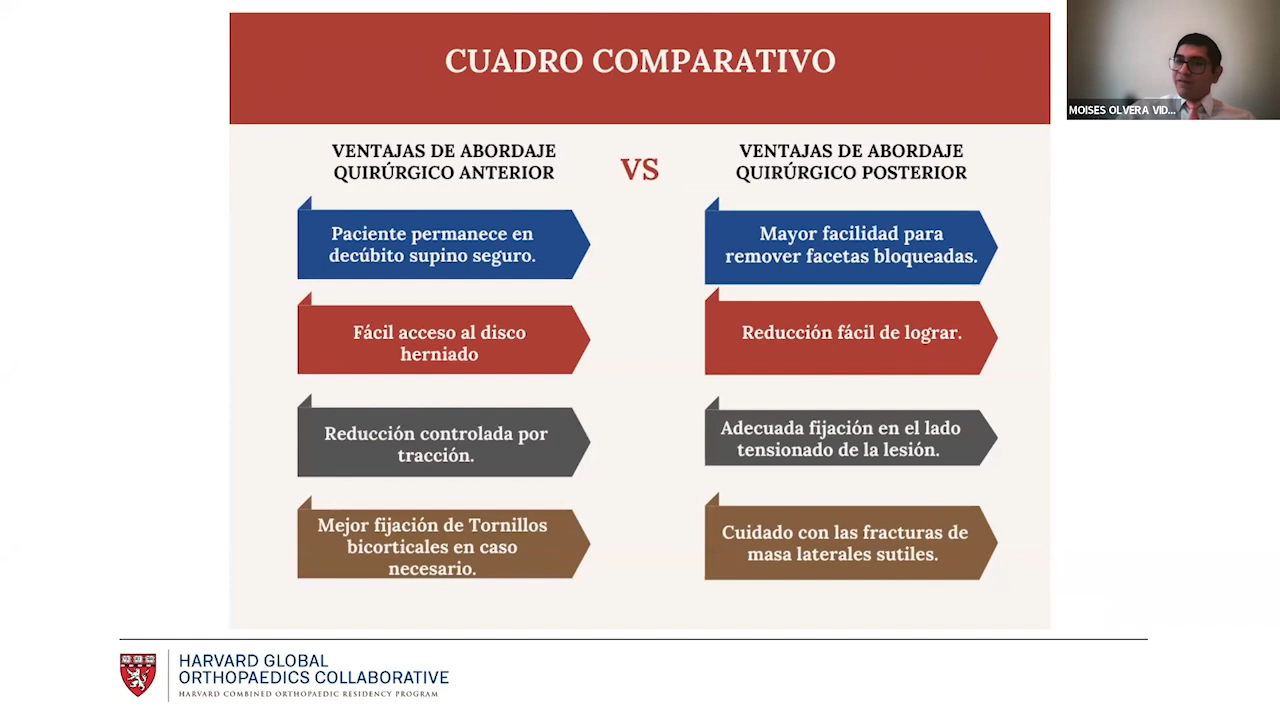 CUADRO COMPARATIVO
MOISES OLVERA VID...
VENTAJAS DE ABORDAJE
QUIRÚRGICO ANTERIOR
VS
VENTAJAS DE ABORDAJE
QUIRÚRGICO POSTERIOR
Paciente permanece en
decúbito supino seguro.
Mayor facilidad para
remover facetas bloqueadas.
Fácil acceso al disco
herniado
Reducción fácil de lograr.
Reducción controlada por
tracción.
Adecuada fijación en el lado
tensionado de la lesión.
Mejor fijación de Tornillos
bicorticales en caso
necesario.
Cuidado con las fracturas de
masa laterales sutiles.
HARVARD GLOBAL
ORTHOPAEDICS COLLABORATIVE
HARVARD COMBINED ORTHOPAEDIC RESIDENCY PROGRAM